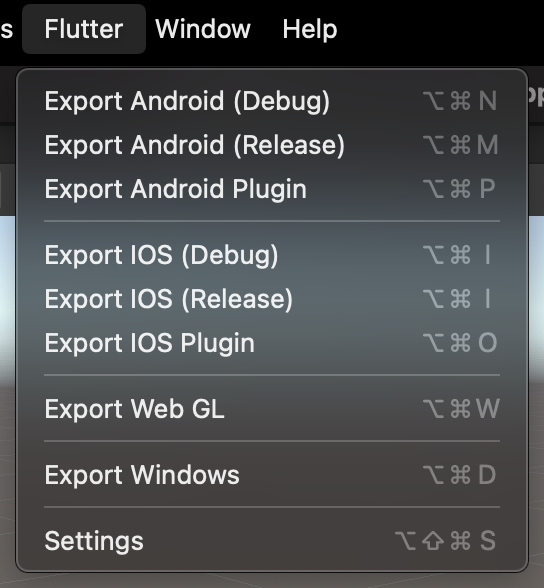 s Flutter Window Help
Export Android (Debug) ⌥⌘N
Export Android (Release) ⌥⌘M
Export Android Plugin ⌥⌘P
Export IOS (Debug) ⌥⌘I
Export IOS (Release) ⌥⌘I
Export IOS Plugin ⌥⌘O
Export Web GL ⌥⌘W
Export Windows ⌥⌘D
Settings ⌥⇧⌘S